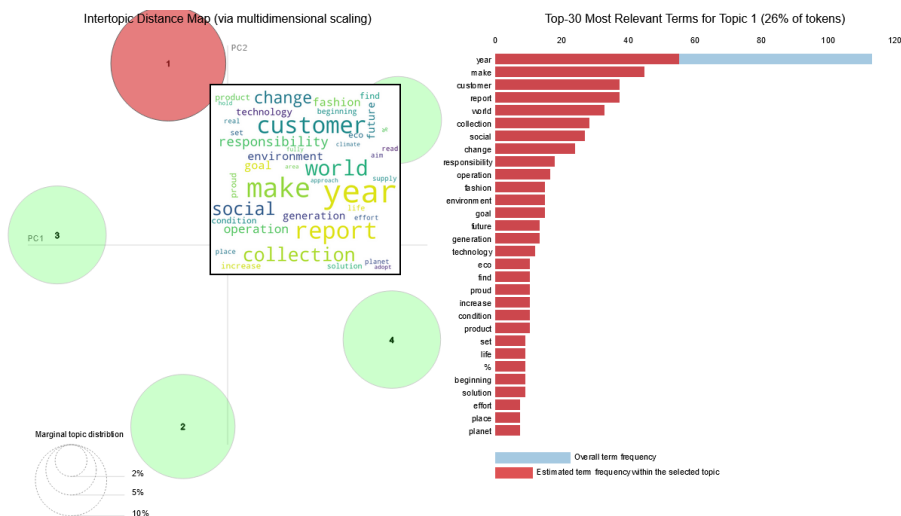 Intertopic Distance Map (via multidimensional scaling)
PC2
PC1
1
3
4
2
product
hold
change
fashion
find
technology
beginning
future
real
customer
set
eco
responsibility
climate
fully
environment
read
aim
goal
area
world
supply
proud
approach
make
year
life
social
generation
effort
condition
operation
report
place
collection
planet
increase
solution
adopt
Marginal topic distribtion
2%
5%
10%
Top-30 Most Relevant Terms for Topic 1 (26% of tokens)
0 20 40 60 80 100 120
year
make
customer
report
world
collection
social
change
responsibility
operation
fashion
environment
goal
future
generation
technology
eco
find
proud
increase
condition
product
set
life
%
beginning
solution
effort
place
planet
Overall term frequency
Estimated term frequency within the selected topic